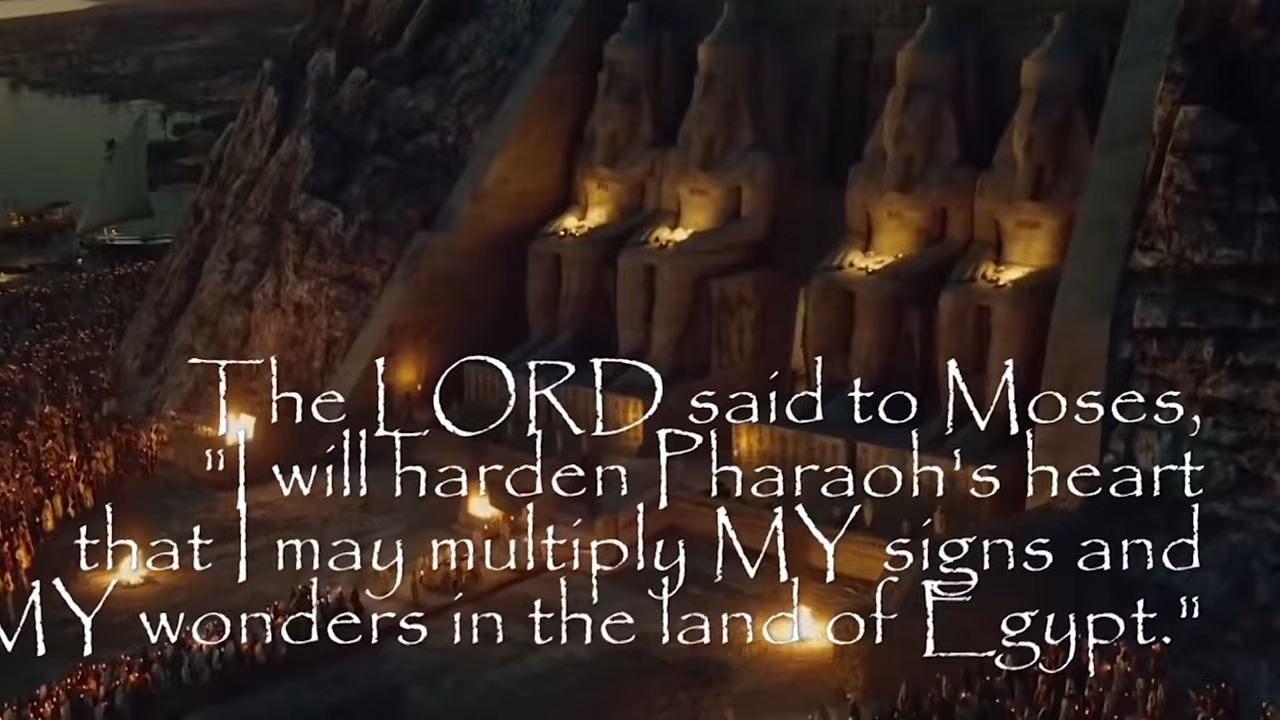 The LORD said to Moses,
"I will harden Pharaoh's heart
that I may multiply MY signs and
MY wonders in the land of Egypt."